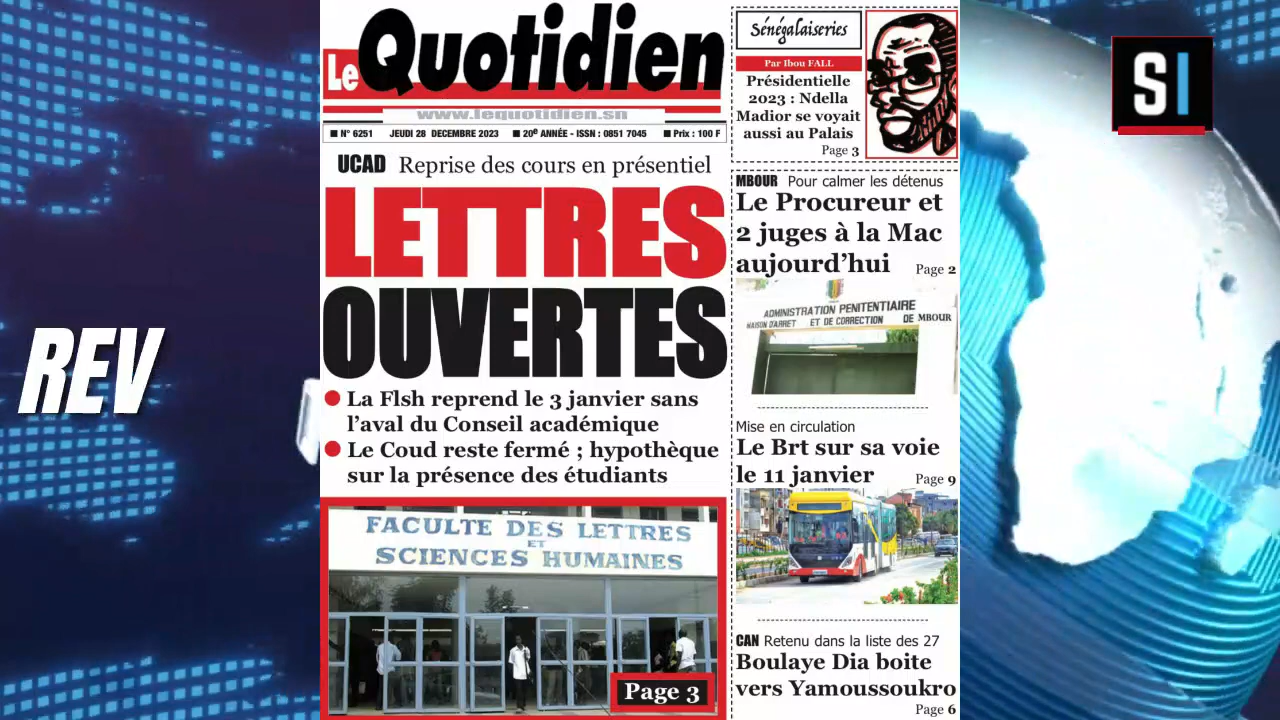 REV
Le Quotidien
www.lequotidien.sn
N° 6251 JEUDI 28 DECEMBRE 2023 20e ANNÉE - ISSN : 0851 7045 Prix : 100 F
UCAD Reprise des cours en présentiel
LETTRES
OUVERTES
La Flsh reprend le 3 janvier sans
l’aval du Conseil académique
Le Coud reste fermé ; hypothèque
sur la présence des étudiants
FACULTE DES LETTRES
ET
SCIENCES HUMAINES
Page 3
Sénégalaiseries
Par Ibou FALL
Présidentielle
2023 : Ndella
Madior se voyait
aussi au Palais
Page 3
MBOUR Pour calmer les détenus
Le Procureur et
2 juges à la Mac
aujourd’hui
Page 2
ADMINISTRATION PENITENTIAIRE
MAISON D'ARRET ET DE CORRECTION DE MBOUR
Mise en circulation
Le Brt sur sa voie
le 11 janvier
Page 9
CAN Retenu dans la liste des 27
Boulaye Dia boite
vers Yamoussoukro
Page 6
SI